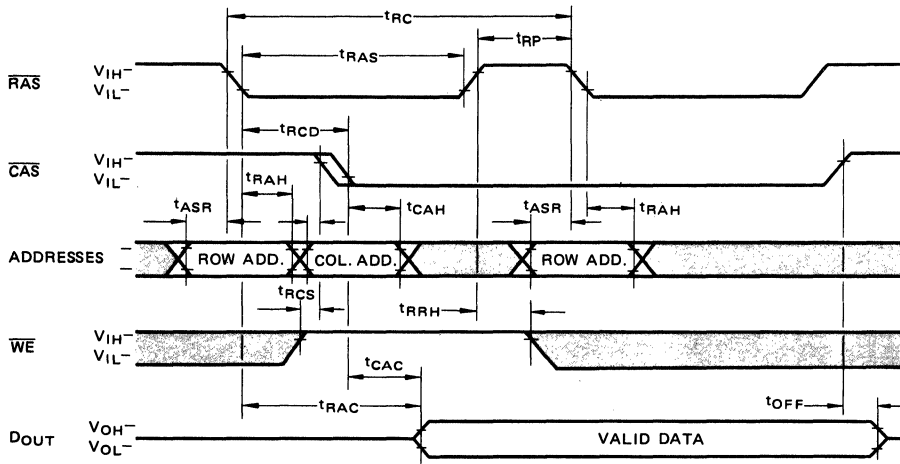 tRC
tRP
tRAS
RAS
VIH–
VIL–
tRCD
CAS
VIH–
VIL–
tRAH
tASR
tCAH
tASR
tRAH
ADDRESSES
ROW ADD.
COL. ADD.
ROW ADD.
tRCS
tRRH
WE
VIH–
VIL–
tCAC
tRAC
tOFF
DOUT
VOH–
VOL–
VALID DATA